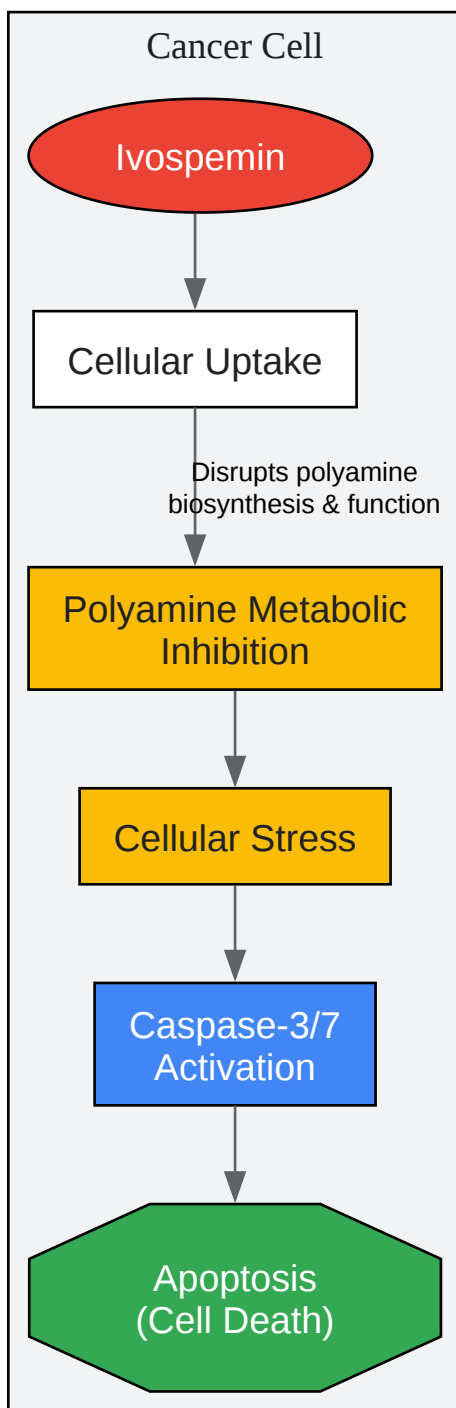 Cancer Cell
Ivospemin
Cellular Uptake
Disrupts polyamine
biosynthesis & function
Polyamine Metabolic
Inhibition
Cellular Stress
Caspase-3/7
Activation
Apoptosis
(Cell Death)